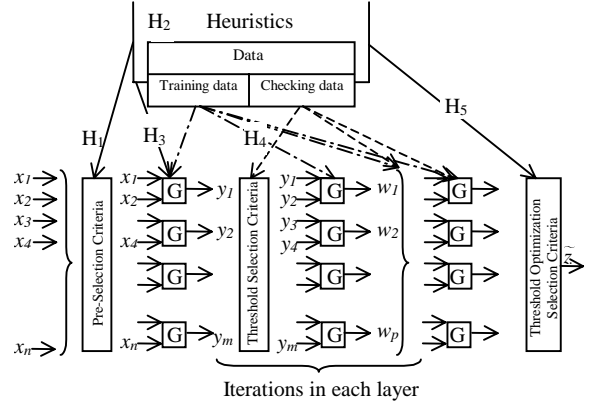 H2 Heuristics
Data
Training data Checking data
H1 H3 H4 H5
x1 x1 G y1 y1 G w1 G
x2 x2 y2
x3 G y2 y3 G w2 G
x4 x4 y4
G G G
xn xn G ym ym G wp G
Pre-Selection Criteria
Threshold Selection Criteria
Threshold Optimization
Selection Criteria
Iterations in each layer